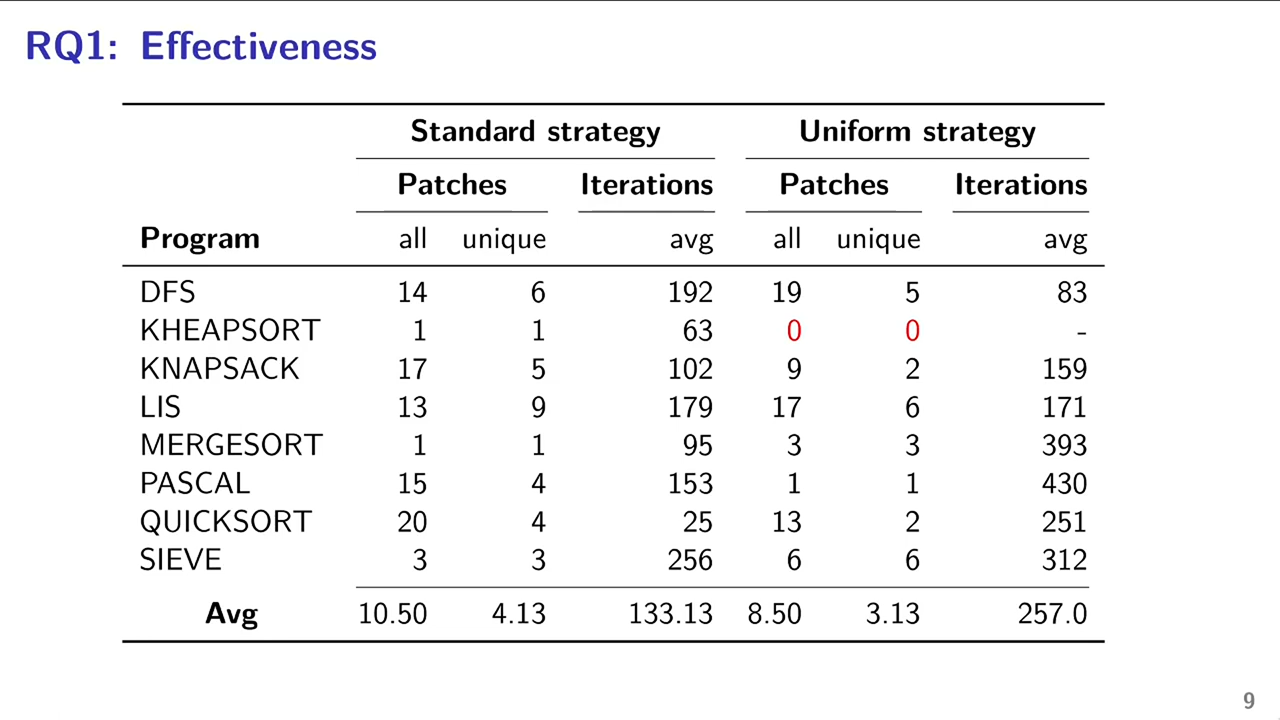 RQ1: Effectiveness
Standard strategy Uniform strategy
Patches Iterations Patches Iterations
Program all unique avg all unique avg
DFS 14 6 192 19 5 83
KHEAPSORT 1 1 63 0 0 -
KNAPSACK 17 5 102 9 2 159
LIS 13 9 179 17 6 171
MERGESORT 1 1 95 3 3 393
PASCAL 15 4 153 1 1 430
QUICKSORT 20 4 25 13 2 251
SIEVE 3 3 256 6 6 312
Avg 10.50 4.13 133.13 8.50 3.13 257.0
9